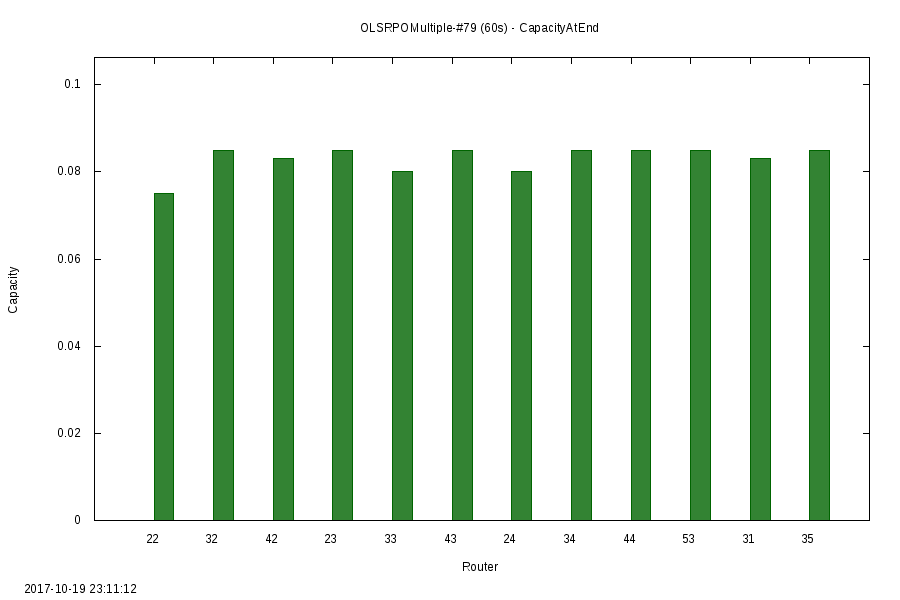 OLSRPOMultiple-#79 (60s) - CapacityAtEnd
0.1
0.08
0.06
0.04
0.02
0
Capacity
22 32 42 23 33 43 24 34 44 53 31 35
Router
2017-10-19 23:11:12